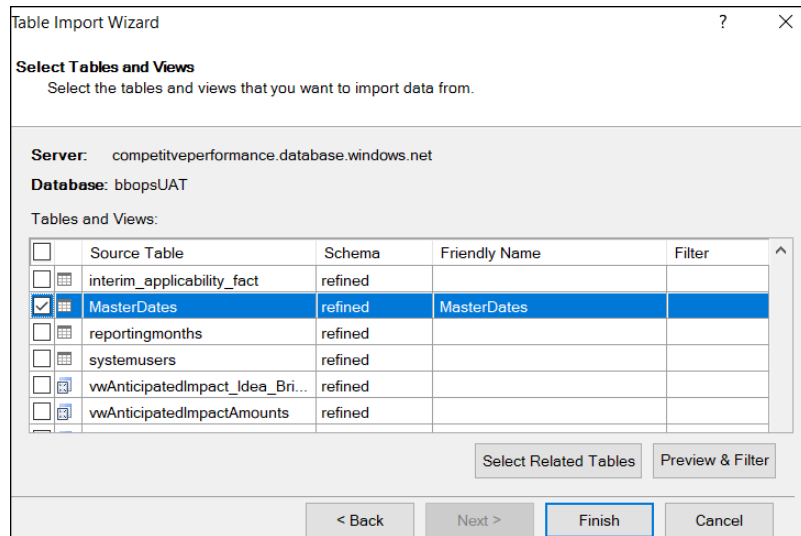 Table Import Wizard ? ×
Select Tables and Views
Select the tables and views that you want to import data from.
Server: competitveperformance.database.windows.net
Database: bbopsUAT
Tables and Views:
Source Table Schema Friendly Name Filter
interim_applicability_fact refined
MasterDates refined MasterDates
reportingmonths refined
systemusers refined
vwAnticipatedImpact_Idea_Bri... refined
vwAnticipatedImpactAmounts refined
Select Related Tables Preview & Filter
< Back Next > Finish Cancel